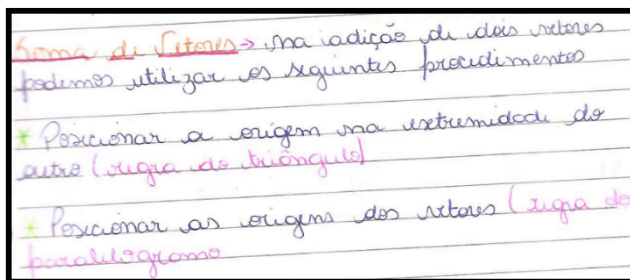 Soma de Vetores → na adição de dois vetores
podemos utilizar os seguintes procedimentos
* Posicionar a origem na extremidade do
outro (regra do triângulo)
* Posicionar as origens dos vetores (regra do
paralelogramo